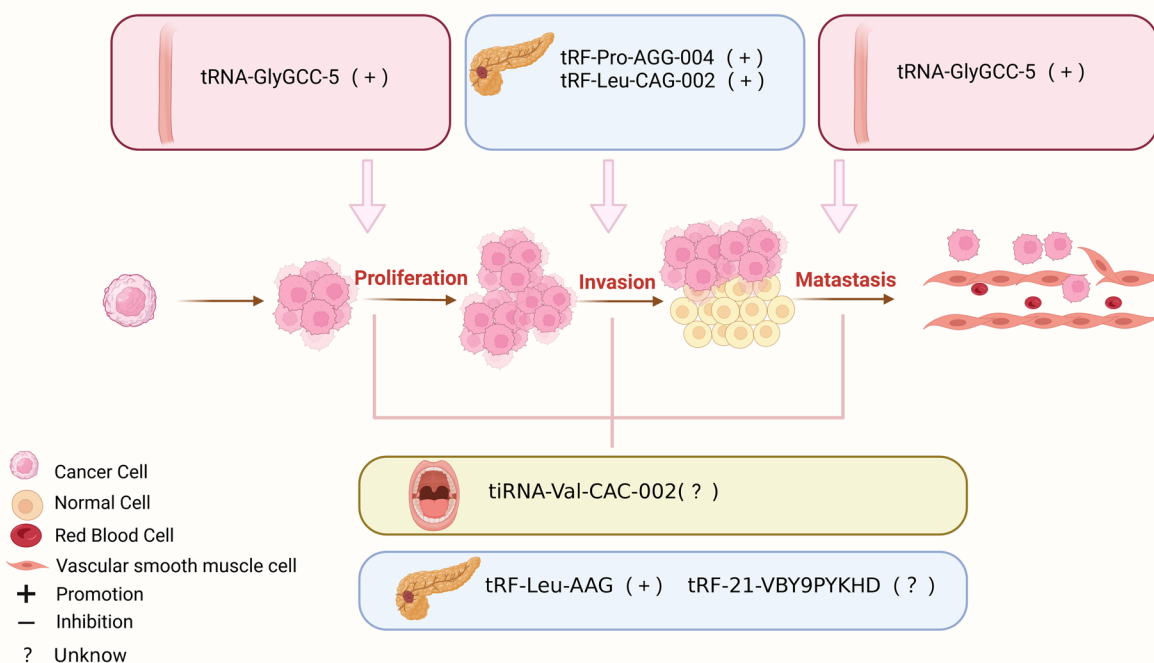 tRNA-GlyGCC-5 (+)
tRF-Pro-AGG-004 (+)
tRF-Leu-CAG-002 (+)
tRNA-GlyGCC-5 (+)
Proliferation
Invasion
Matastasis
tiRNA-Val-CAC-002(?)
tRF-Leu-AAG (+) tRF-21-VBY9PYKHD (?)
Cancer Cell
Normal Cell
Red Blood Cell
Vascular smooth muscle cell
+ Promotion
− Inhibition
? Unknow